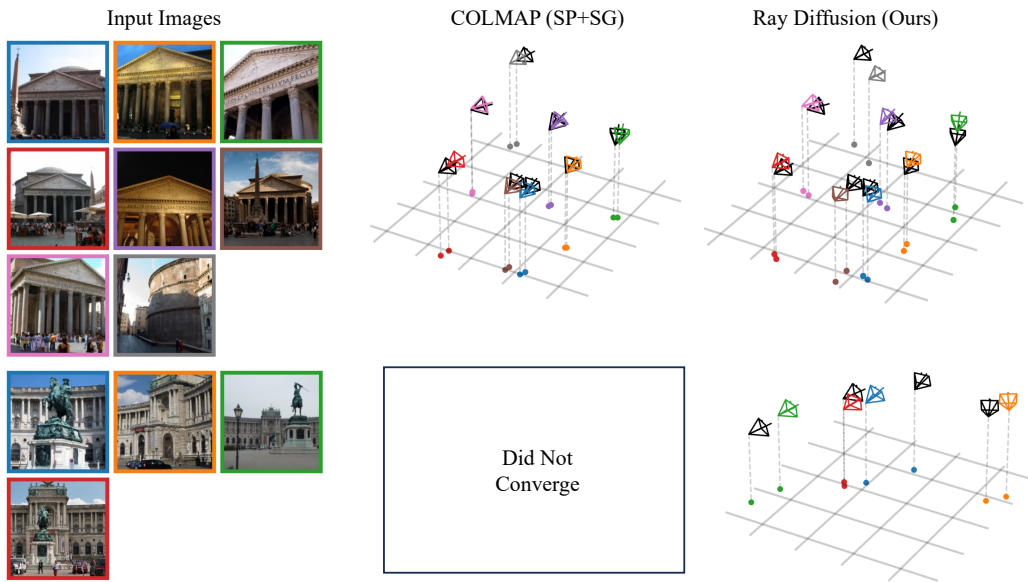 Input Images
COLMAP (SP+SG)
Ray Diffusion (Ours)
Did Not
Converge